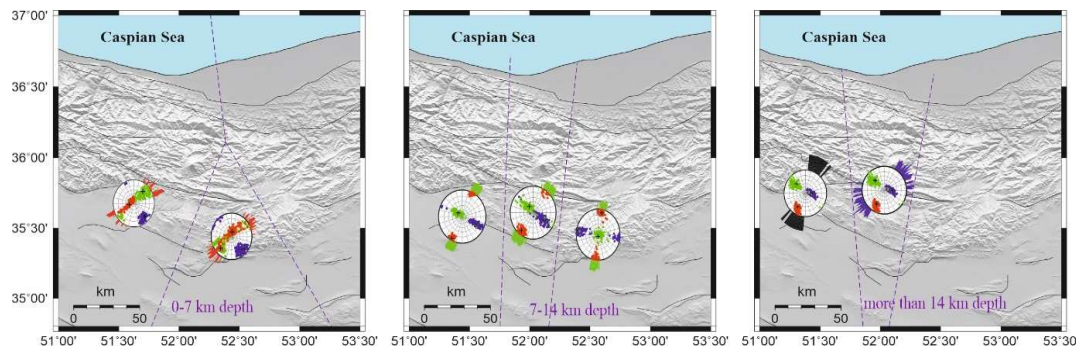 37°00'
36°30'
36°00'
35°30'
35°00'
Caspian Sea
km
0 50
0-7 km depth
51°00' 51°30' 52°00' 52°30' 53°00' 53°30'
Caspian Sea
km
0 50
7-14 km depth
51°00' 51°30' 52°00' 52°30' 53°00' 53°30'
Caspian Sea
km
0 50
more than 14 km depth
51°00' 51°30' 52°00' 52°30' 53°00' 53°30'